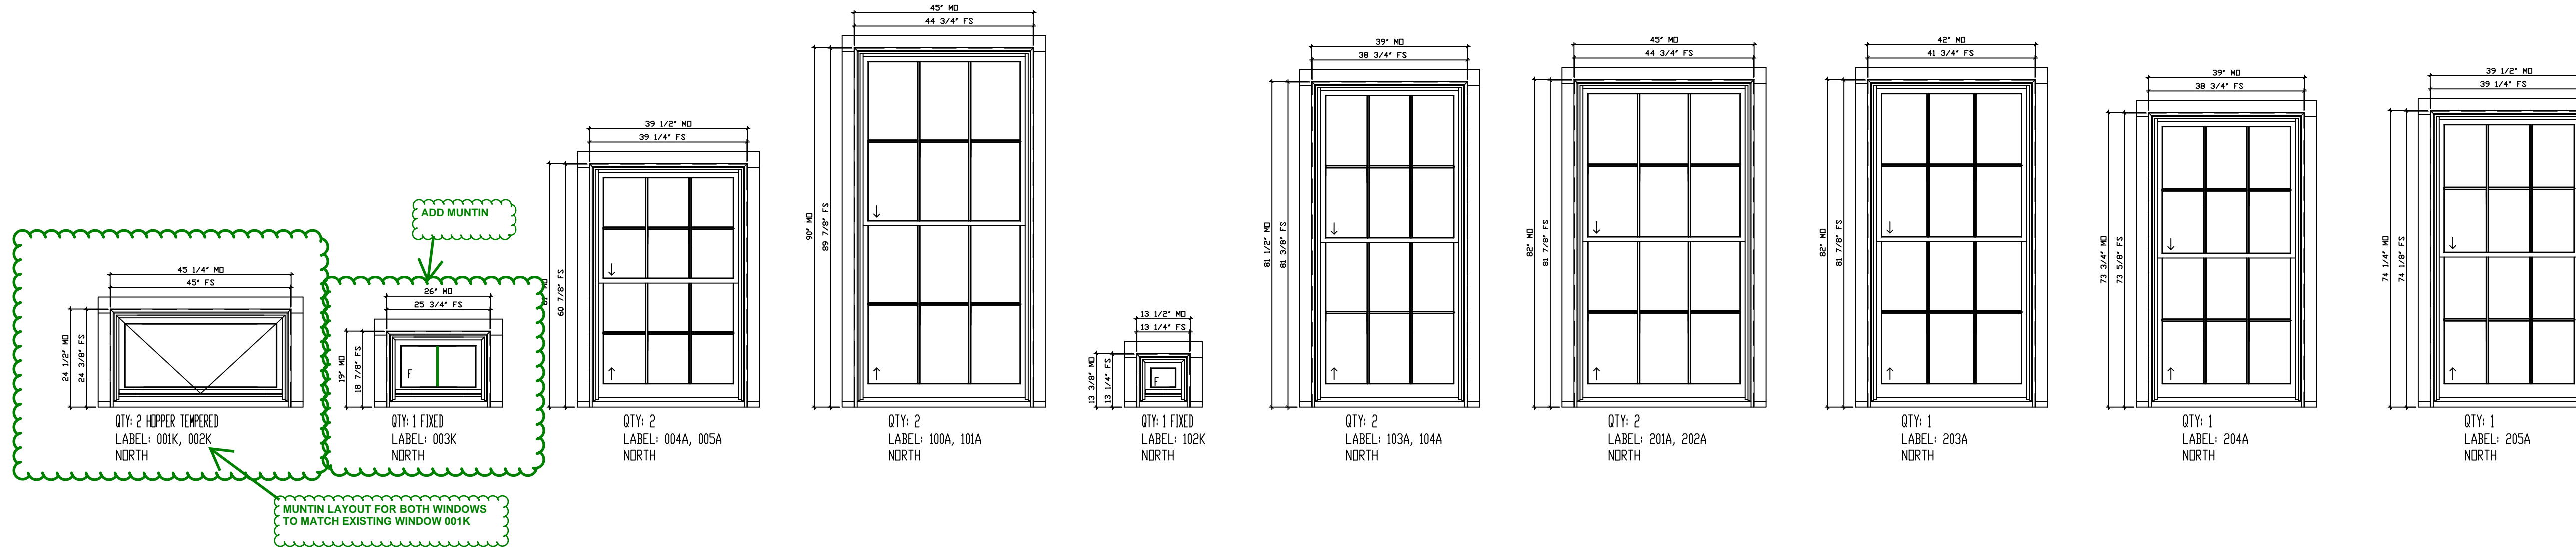 45 1/4" MO
45" FS
24 1/2" MO
24 3/8" FS
QTY: 2 HOPPER TEMPERED
LABEL: 001K, 002K
NORTH
MUNTIN LAYOUT FOR BOTH WINDOWS
TO MATCH EXISTING WINDOW 001K
ADD MUNTIN
26" MO
25 3/4" FS
19" MO
18 7/8" FS
F
QTY: 1 FIXED
LABEL: 003K
NORTH
39 1/2" MO
39 1/4" FS
61" MO
60 7/8" FS
QTY: 2
LABEL: 004A, 005A
NORTH
45" MO
44 3/4" FS
90" MO
89 7/8" FS
QTY: 2
LABEL: 100A, 101A
NORTH
13 1/2" MO
13 1/4" FS
13 3/8" MO
13 1/4" FS
F
QTY: 1 FIXED
LABEL: 102K
NORTH
39" MO
38 3/4" FS
81 1/2" MO
81 3/8" FS
QTY: 2
LABEL: 103A, 104A
NORTH
45" MO
44 3/4" FS
82" MO
81 7/8" FS
QTY: 2
LABEL: 201A, 202A
NORTH
42" MO
41 3/4" FS
82" MO
81 7/8" FS
QTY: 1
LABEL: 203A
NORTH
39" MO
38 3/4" FS
73 3/4" MO
73 5/8" FS
QTY: 1
LABEL: 204A
NORTH
39 1/2" MO
39 1/4" FS
74 1/4" MO
74 1/8" FS
QTY: 1
LABEL: 205A
NORTH